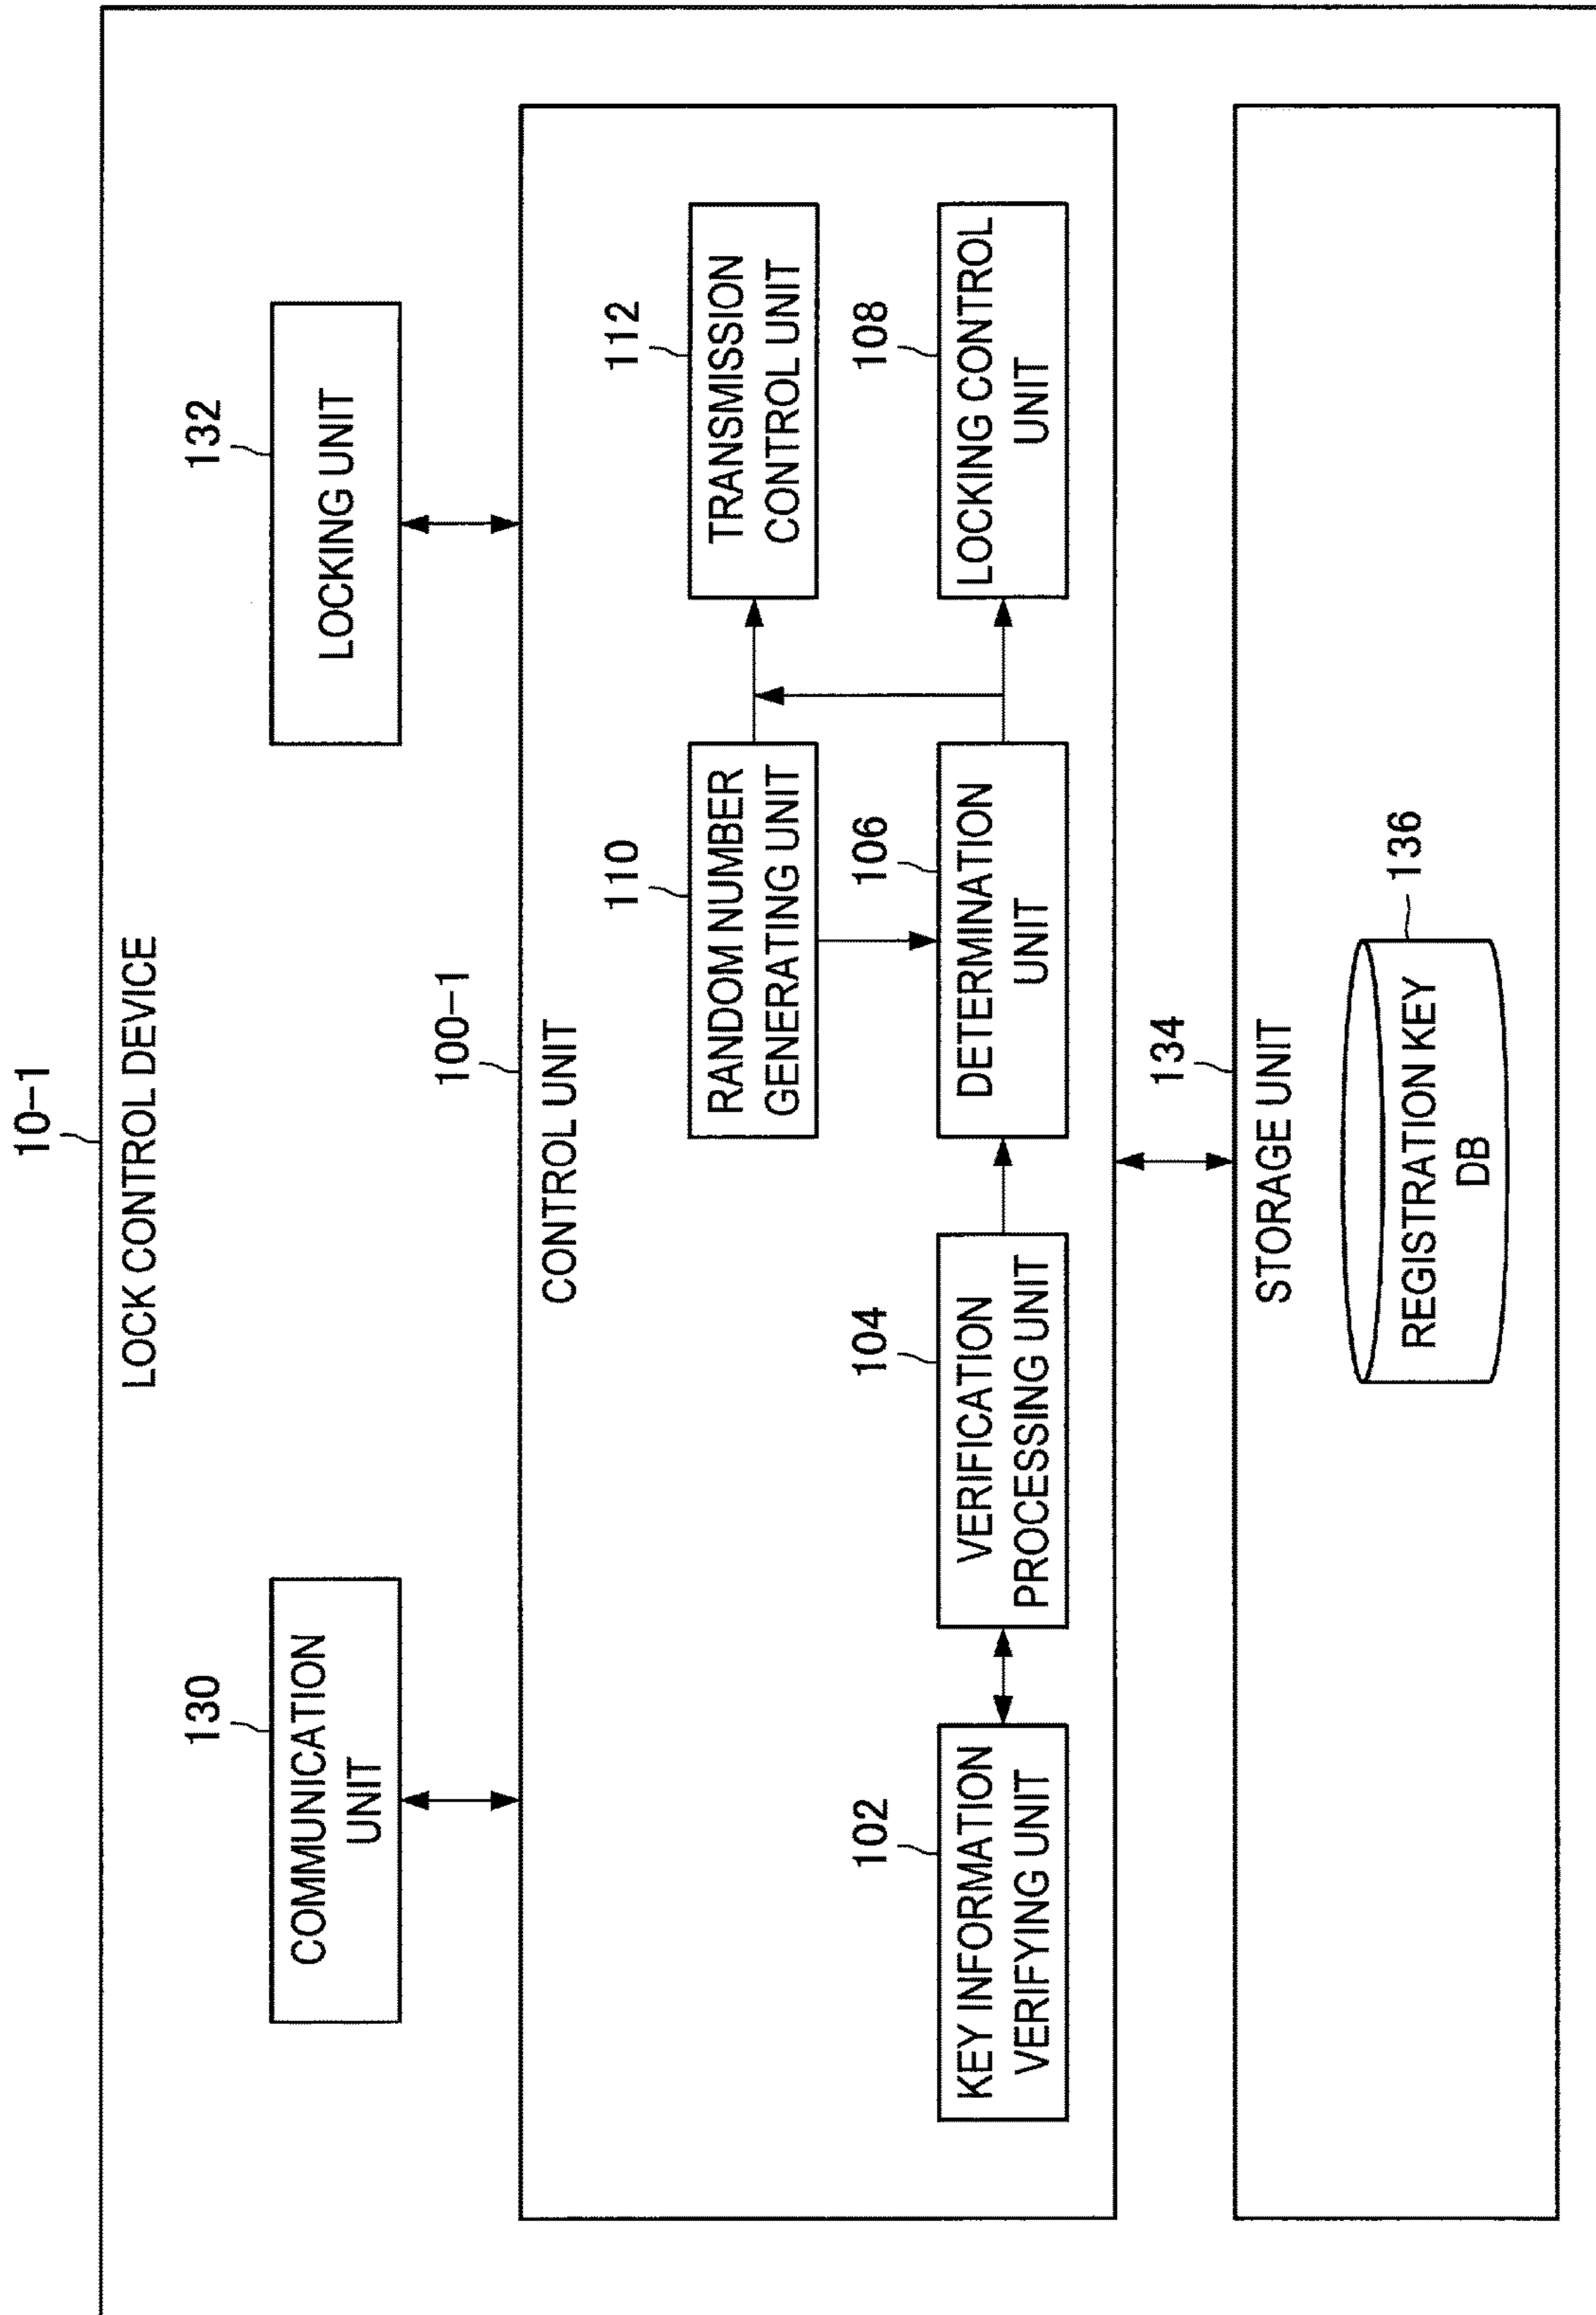 10-1
LOCK CONTROL DEVICE
130
COMMUNICATION
UNIT
132
LOCKING UNIT
100-1
CONTROL UNIT
110
RANDOM NUMBER
GENERATING UNIT
112
TRANSMISSION
CONTROL UNIT
102
KEY INFORMATION
VERIFYING UNIT
104
VERIFICATION
PROCESSING UNIT
106
DETERMINATION
UNIT
108
LOCKING CONTROL
UNIT
134
STORAGE UNIT
136
REGISTRATION KEY
DB